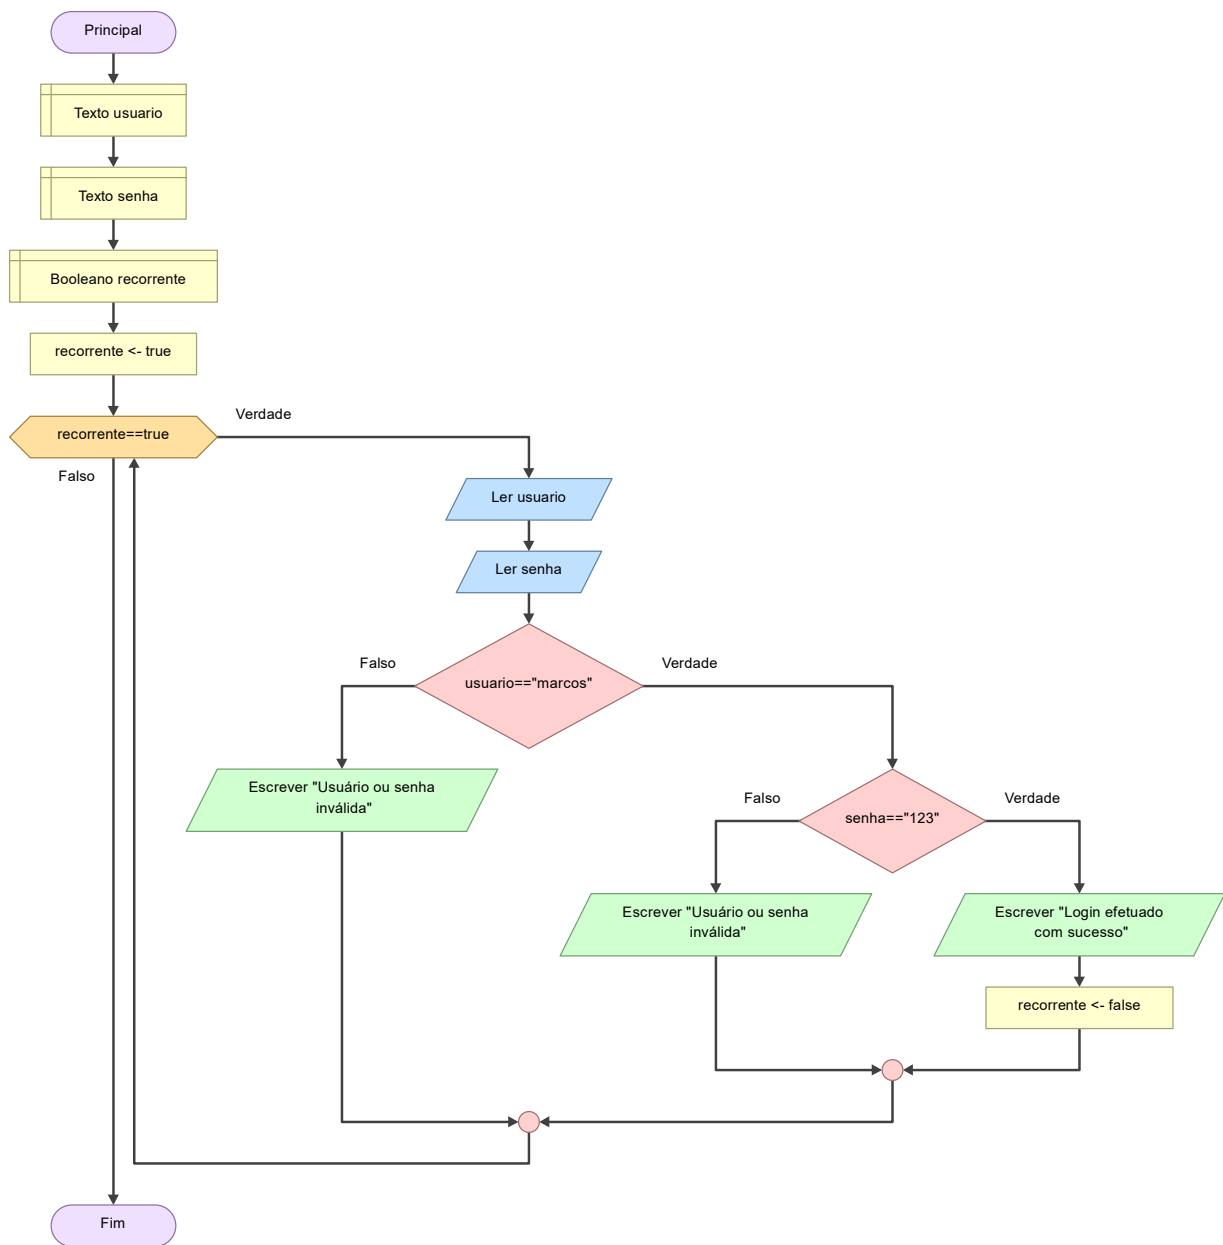 Principal
Texto usuario
Texto senha
Booleano recorrente
recorrente <- true
recorrente==true
Verdade
Falso
Ler usuario
Ler senha
usuario=="marcos"
Falso
Verdade
Escrever "Usuário ou senha
inválida"
senha=="123"
Falso
Verdade
Escrever "Usuário ou senha
inválida"
Escrever "Login efetuado
com sucesso"
recorrente <- false
Fim